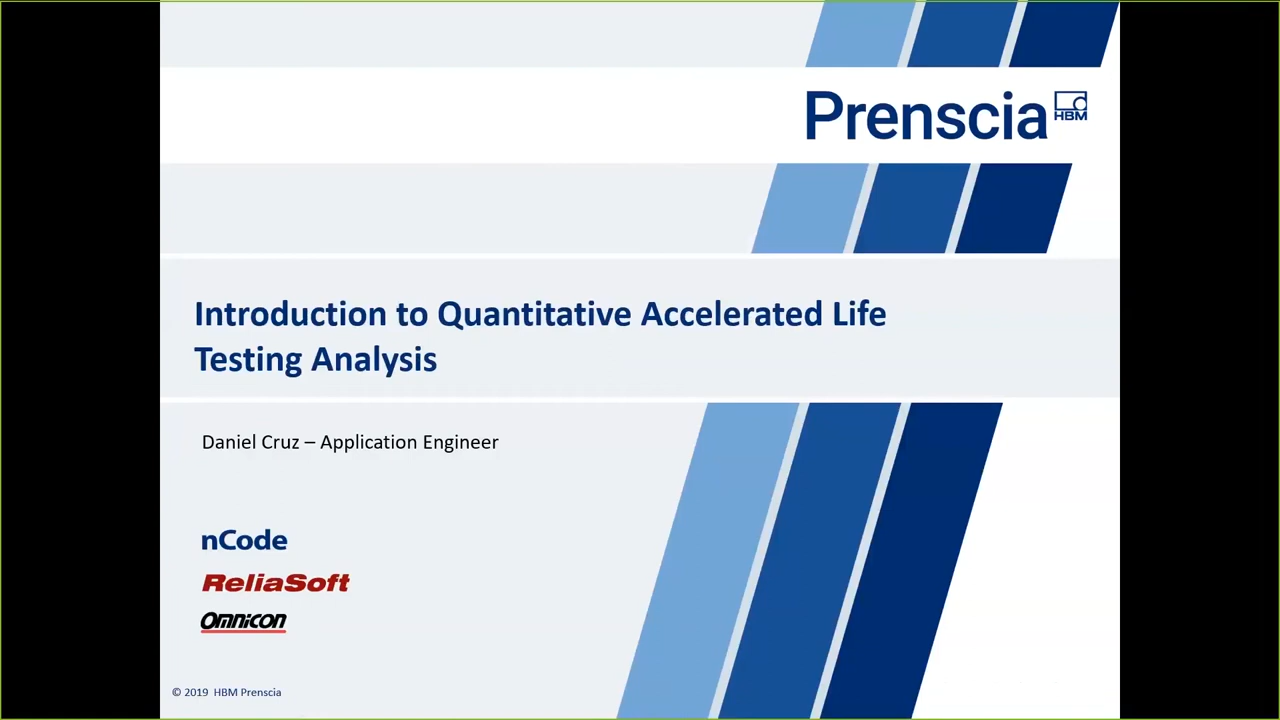 Prenscia
HBM
Introduction to Quantitative Accelerated Life
Testing Analysis
Daniel Cruz – Application Engineer
nCode
ReliaSoft
Omnicon
© 2019 HBM Prenscia